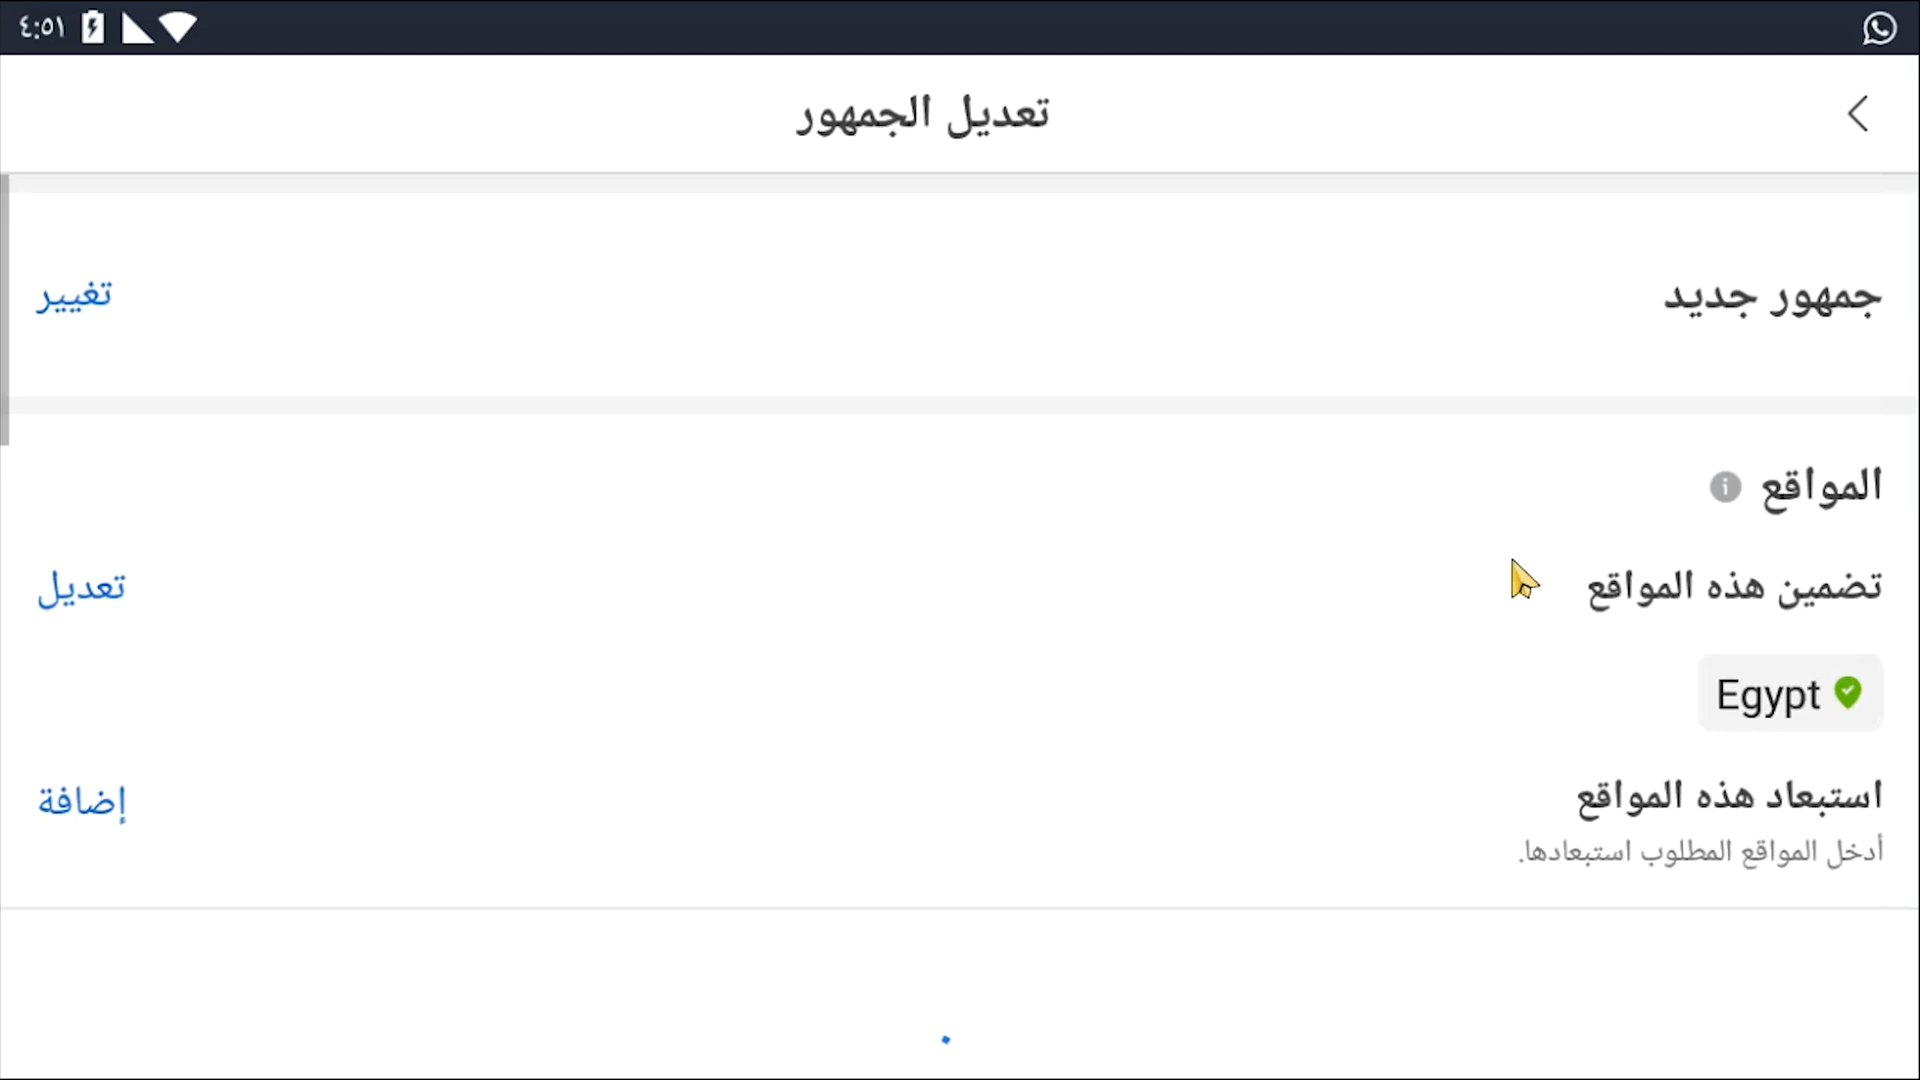 ٤:٥١
تعديل الجمهور
جمهور جديد
تغيير
المواقع
تضمين هذه المواقع
تعديل
Egypt
استبعاد هذه المواقع
إضافة
أدخل المواقع المطلوب استبعادها.